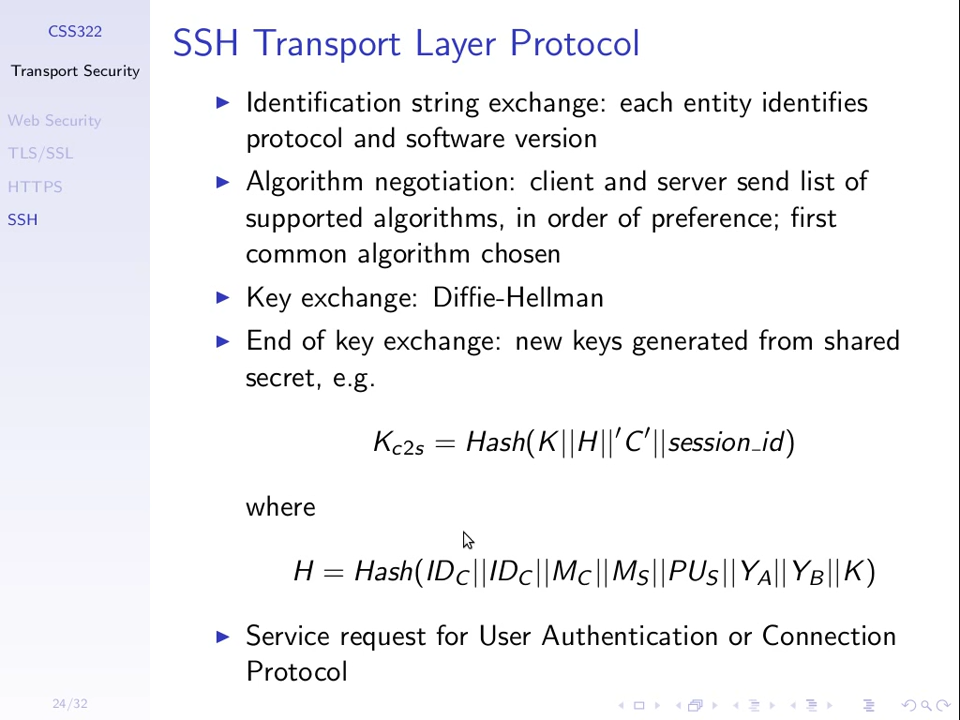 CSS322
Transport Security
Web Security
TLS/SSL
HTTPS
SSH
SSH Transport Layer Protocol
▶ Identification string exchange: each entity identifies
protocol and software version
▶ Algorithm negotiation: client and server send list of
supported algorithms, in order of preference; first
common algorithm chosen
▶ Key exchange: Diffie-Hellman
▶ End of key exchange: new keys generated from shared
secret, e.g.
K_{c2s} = Hash(K||H||′C′||session_id)
where
H = Hash(ID_C||ID_C||M_C||M_S||PU_S||Y_A||Y_B||K)
▶ Service request for User Authentication or Connection
Protocol
24/32